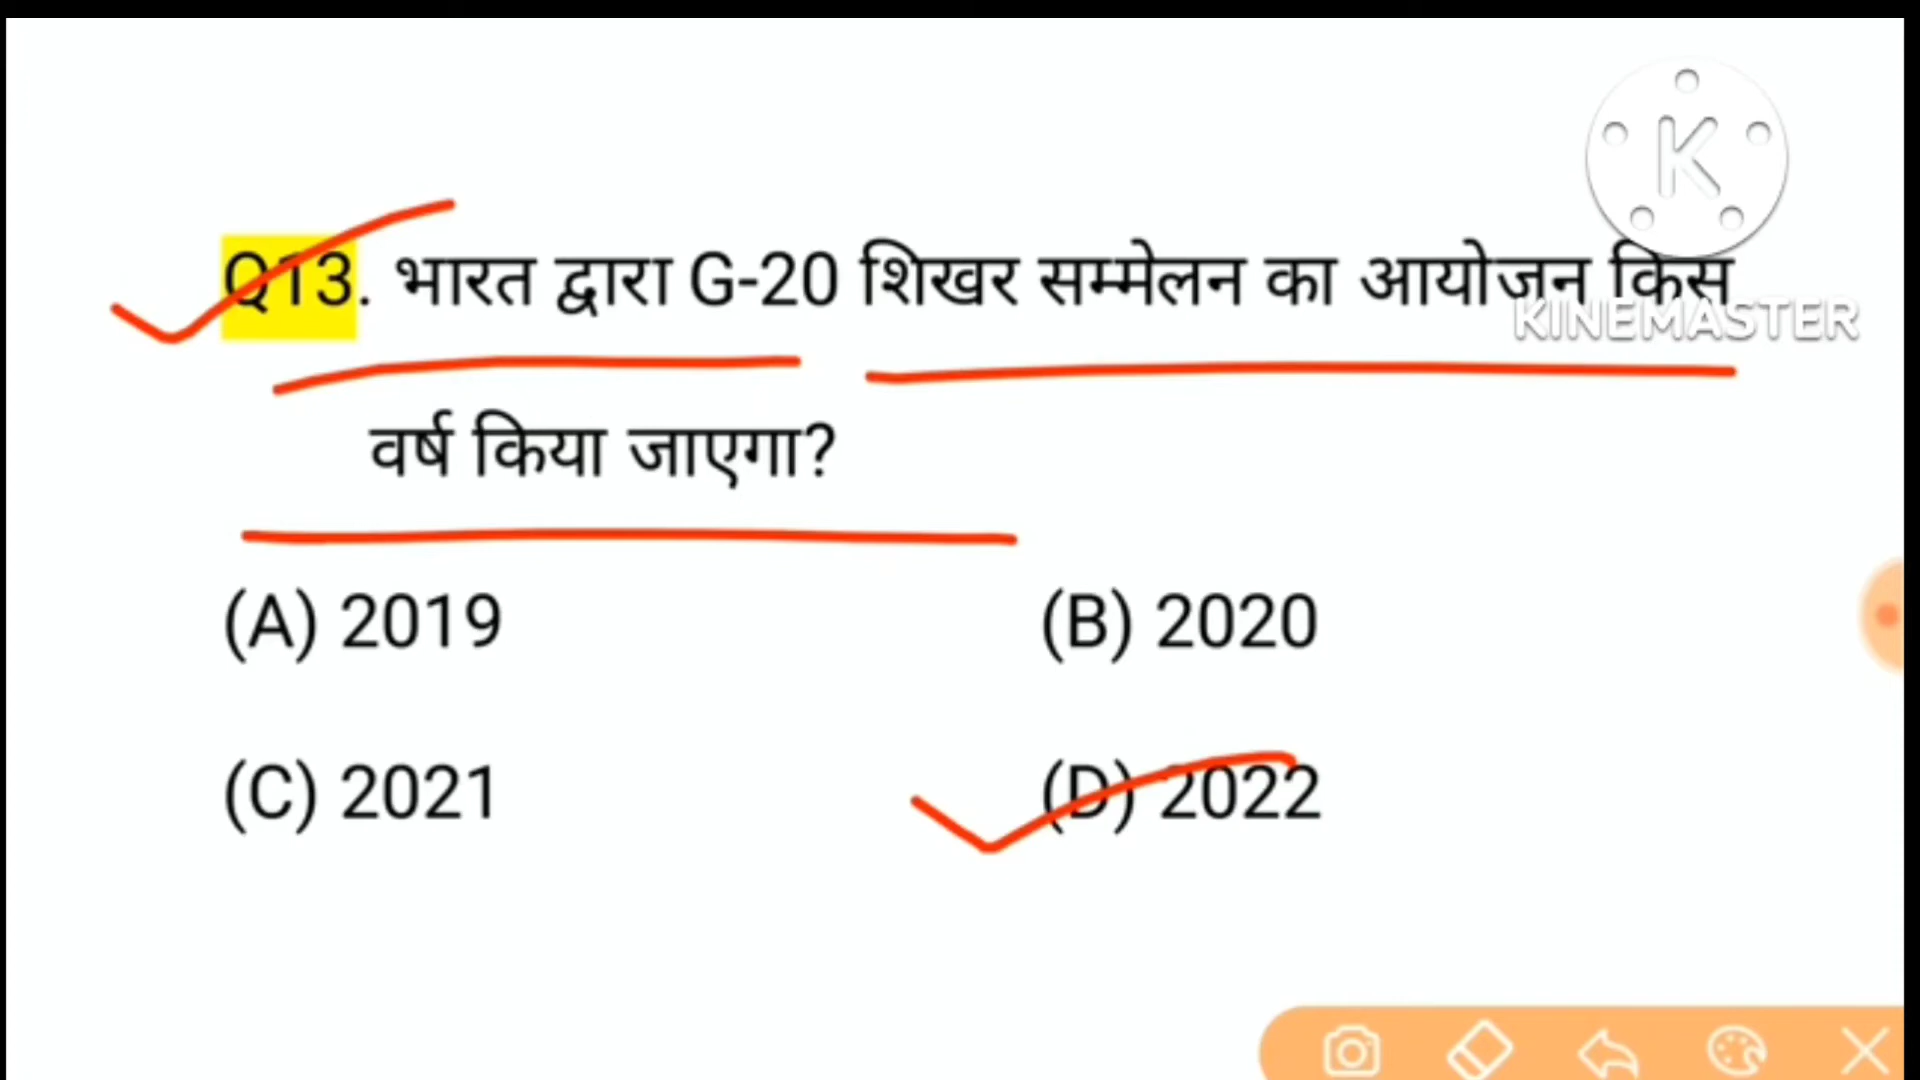 Q13. भारत द्वारा G-20 शिखर सम्मेलन का आयोजन किस
K
KINEMASTER
वर्ष किया जाएगा?
(A) 2019 (B) 2020
(C) 2021 (D) 2022